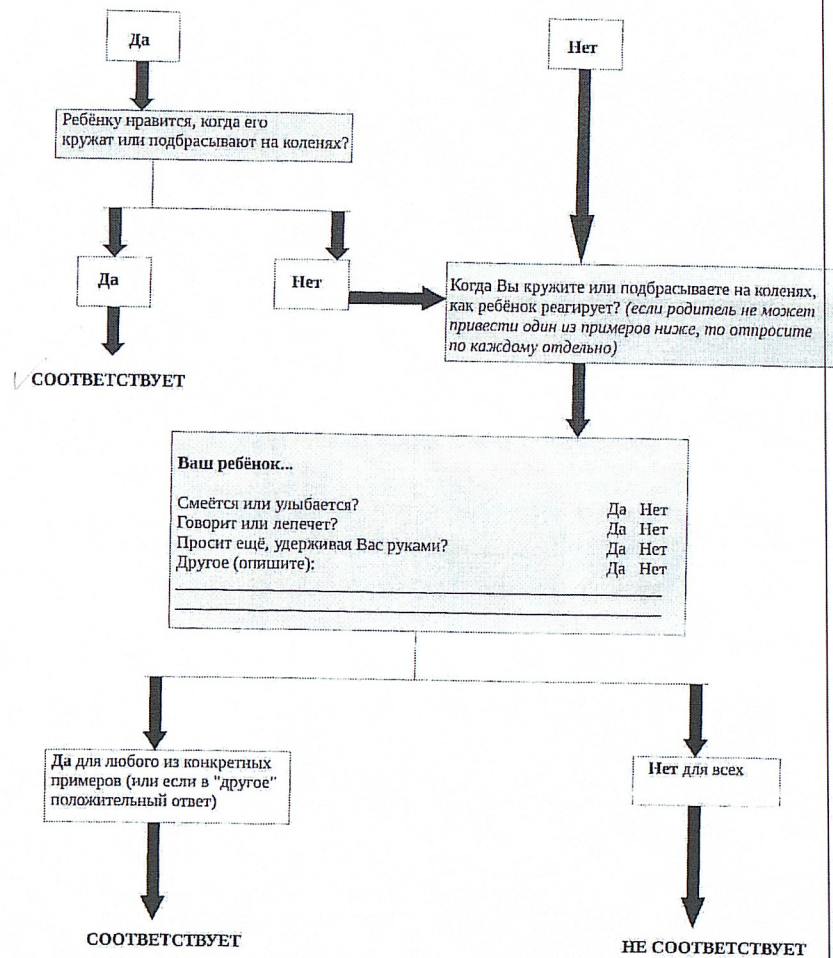 Да
Нет
Ребёнку нравится, когда его
кружат или подбрасывают на коленях?
Да
Нет
Когда Вы кружите или подбрасываете на коленях,
как ребёнок реагирует? (если родитель не может
привести один из примеров ниже, то отпросите
по каждому отдельно)
СООТВЕТСТВУЕТ
Ваш ребёнок...
Смеётся или улыбается? Да Нет
Говорит или лепечет? Да Нет
Просит ещё, удерживая Вас руками? Да Нет
Другое (опишите): Да Нет
Да для любого из конкретных
примеров (или если в "другое"
положительный ответ)
Нет для всех
СООТВЕТСТВУЕТ
НЕ СООТВЕТСТВУЕТ